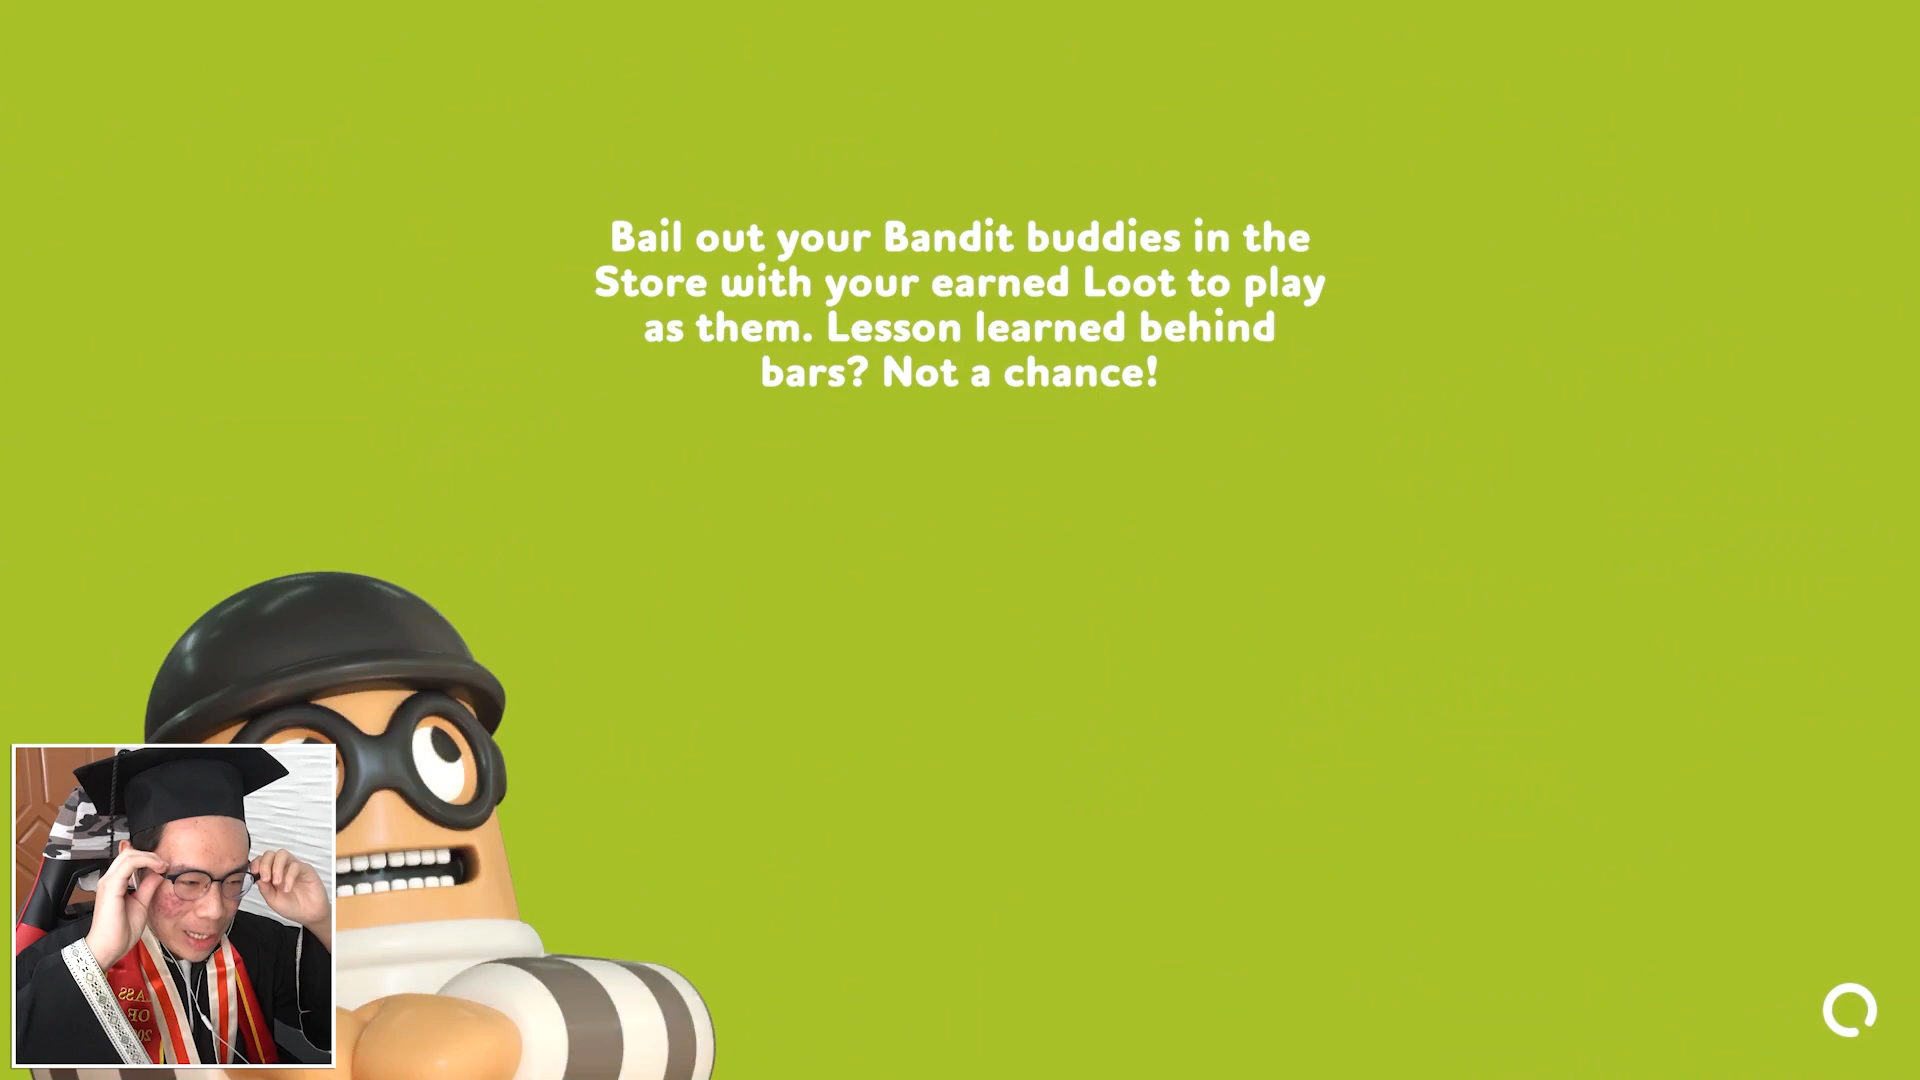 Bail out your Bandit buddies in the
Store with your earned Loot to play
as them. Lesson learned behind
bars? Not a chance!
OF